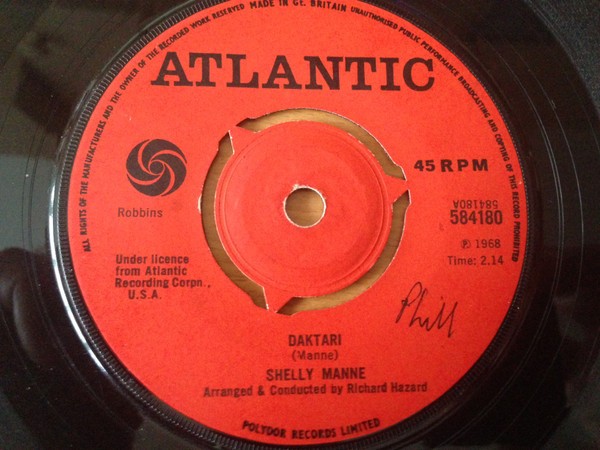 ALL RIGHTS OF THE MANUFACTURERS AND THE OWNER OF THE RECORDED WORK RESERVED MADE IN GT. BRITAIN UNAUTHORISED PUBLIC PERFORMANCE BROADCASTING AND COPYING OF THIS RECORD PROHIBITED
ATLANTIC
45 RPM
Robbins
584180A
584180
℗ 1968
Time: 2.14
Under licence
from Atlantic
Recording Corpn.,
U.S.A.
Phill
DAKTARI
(Manne)
SHELLY MANNE
Arranged & Conducted by Richard Hazard
POLYDOR RECORDS LIMITED